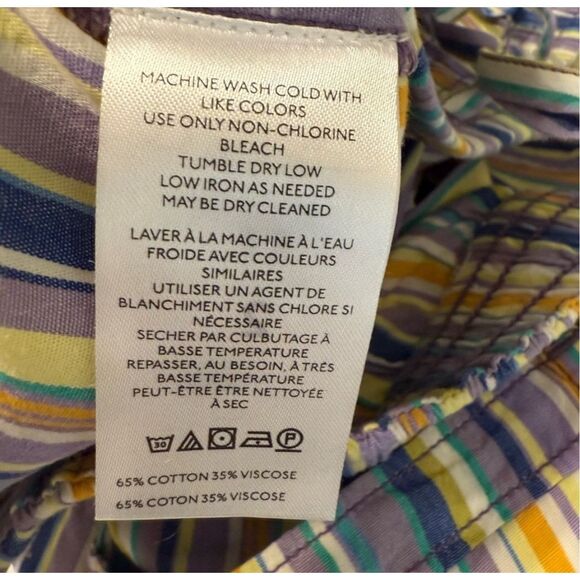 MACHINE WASH COLD WITH
LIKE COLORS
USE ONLY NON-CHLORINE
BLEACH
TUMBLE DRY LOW
LOW IRON AS NEEDED
MAY BE DRY CLEANED
LAVER À LA MACHINE À L'EAU
FROIDE AVEC COULEURS
SIMILAIRES
UTILISER UN AGENT DE
BLANCHIMENT SANS CHLORE SI
NÉCESSAIRE
SECHER PAR CULBUTAGE À
BASSE TEMPERATURE
REPASSER, AU BESOIN, À TRÉS
BASSE TEMPÉRATURE
PEUT-ÊTRE ÊTRE NETTOYÉE
À SEC
30 P
65% COTTON 35% VISCOSE
65% COTON 35% VISCOSE